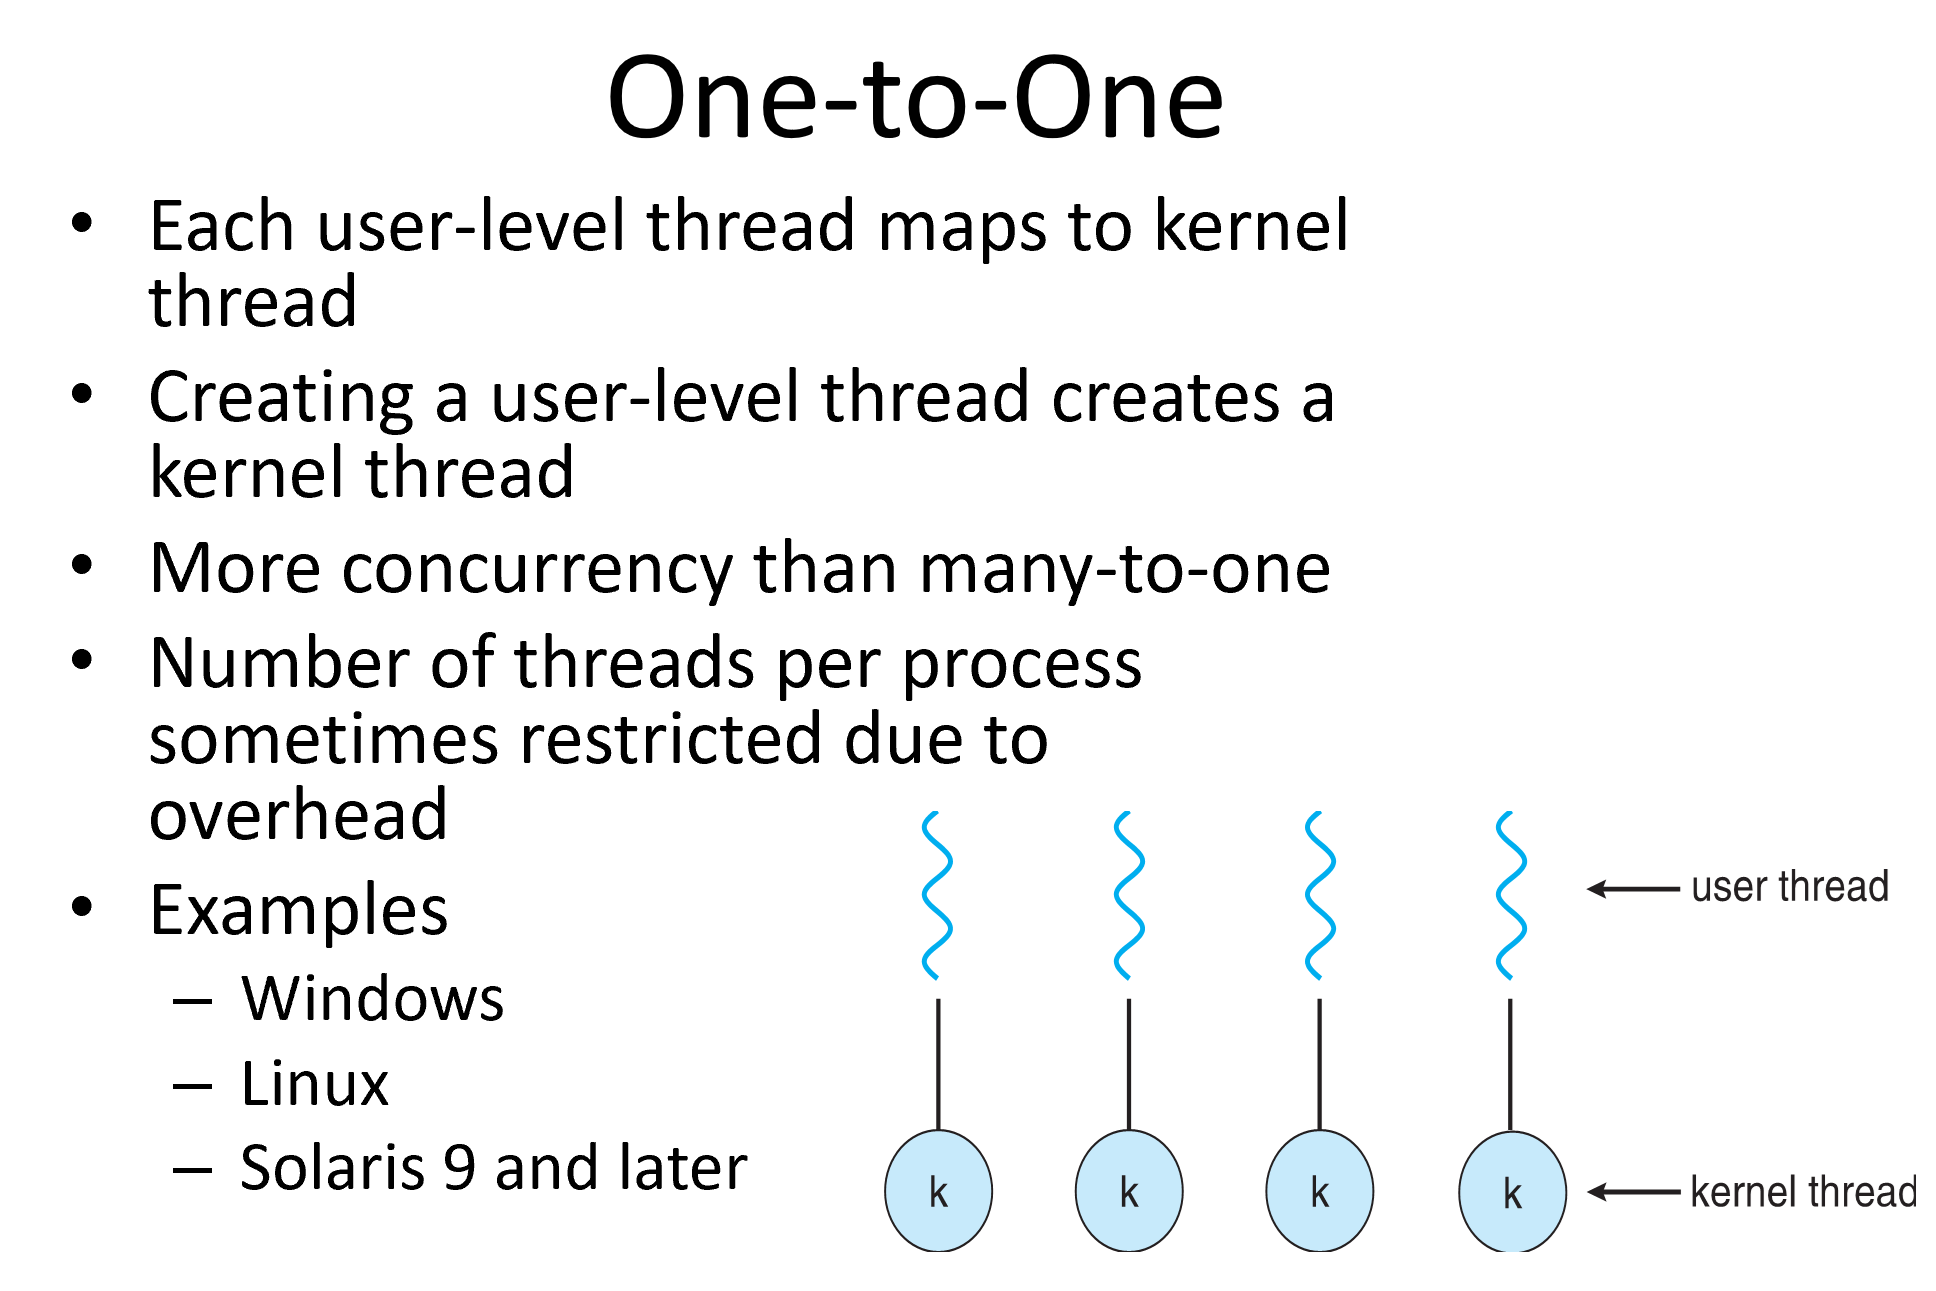 One-to-One
• Each user-level thread maps to kernel
thread
• Creating a user-level thread creates a
kernel thread
• More concurrency than many-to-one
• Number of threads per process
sometimes restricted due to
overhead
• Examples
– Windows
– Linux
– Solaris 9 and later
user thread
k k k k
kernel thread